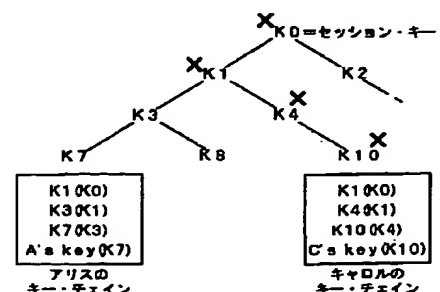 K0=セッション・キー
K1 K2
K3 K4
K7 K8 K10
K1(K0)
K3(K1)
K7(K3)
A's key(K7)
アリスの
キー・チェイン
K1(K0)
K4(K1)
K10(K4)
C's key(K10)
キャロルの
キー・チェイン